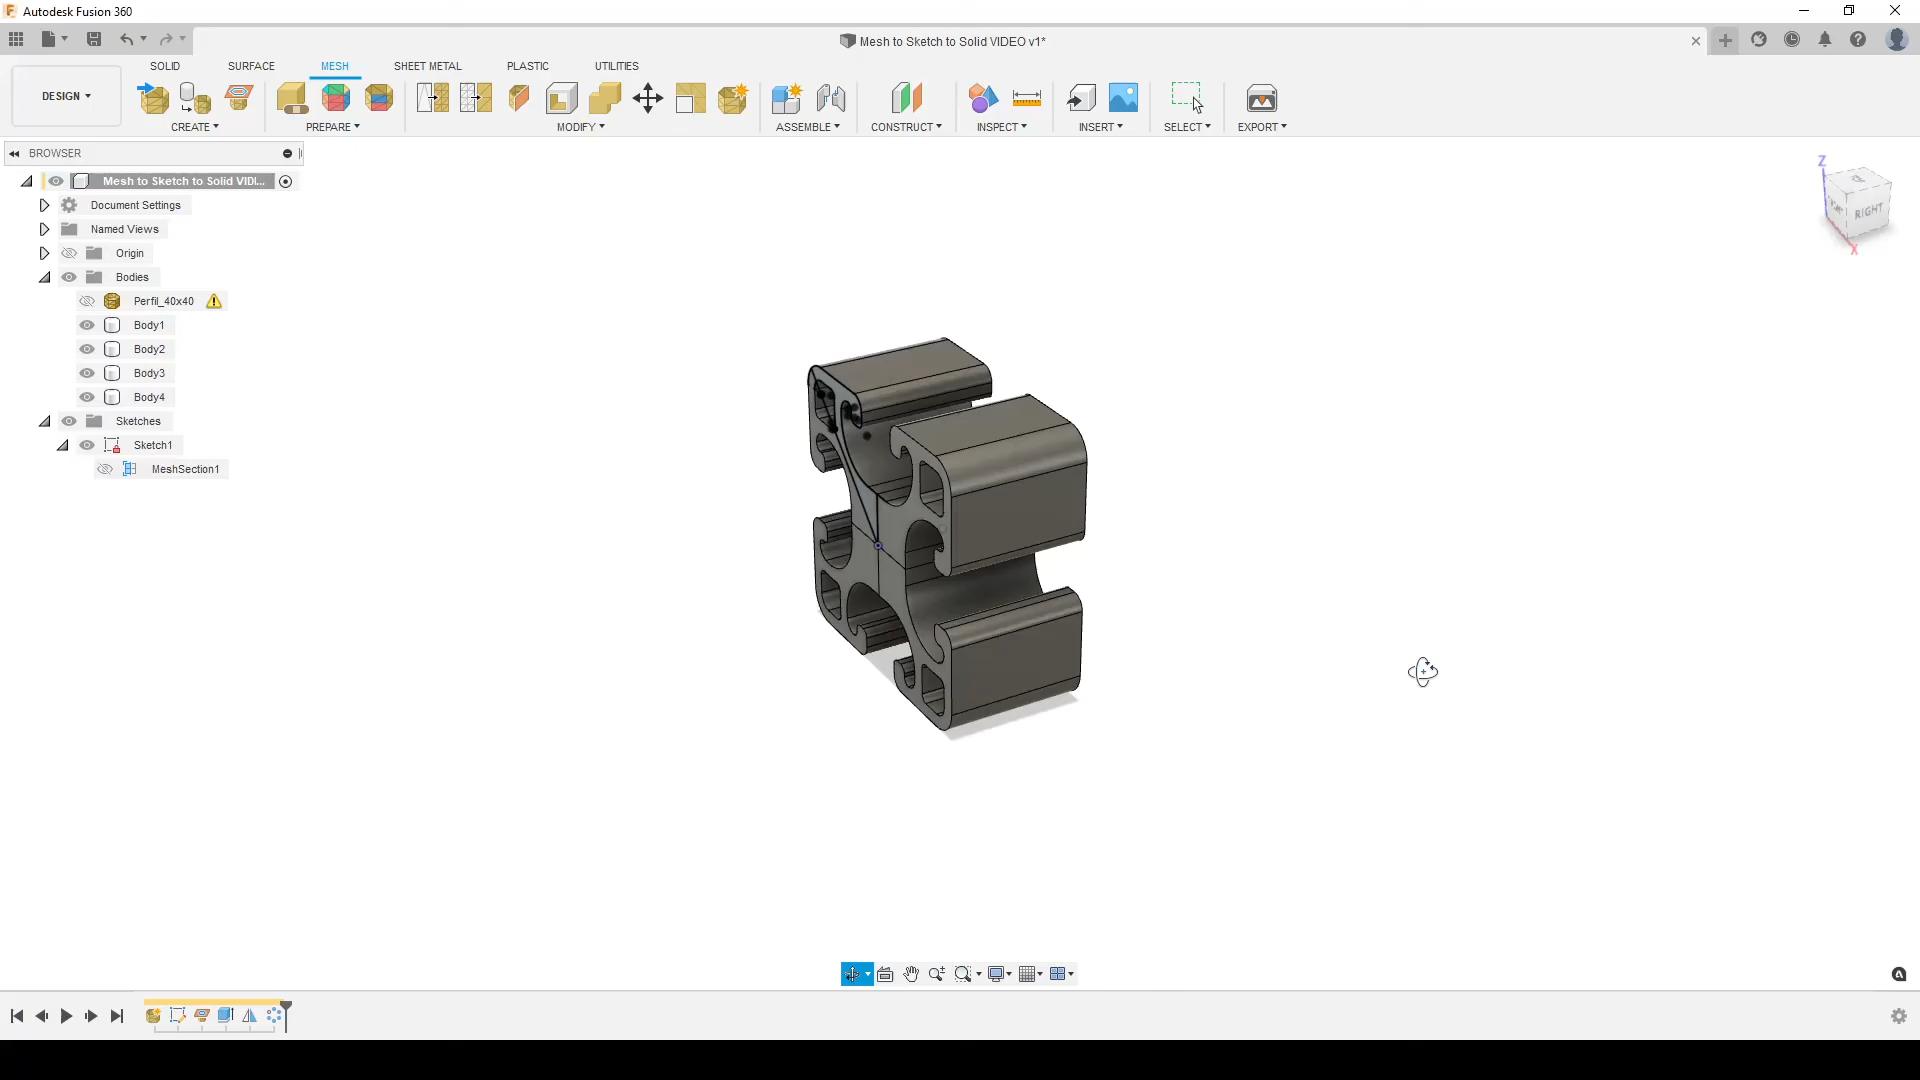 Autodesk Fusion 360
Mesh to Sketch to Solid VIDEO v1*
SOLID SURFACE MESH SHEET METAL PLASTIC UTILITIES
DESIGN
CREATE PREPARE MODIFY ASSEMBLE CONSTRUCT INSPECT INSERT SELECT EXPORT
BROWSER
Mesh to Sketch to Solid VIDI...
Document Settings
Named Views
Origin
Bodies
Perfil_40x40
Body1
Body2
Body3
Body4
Sketches
Sketch1
MeshSection1
Z
RIGHT
X